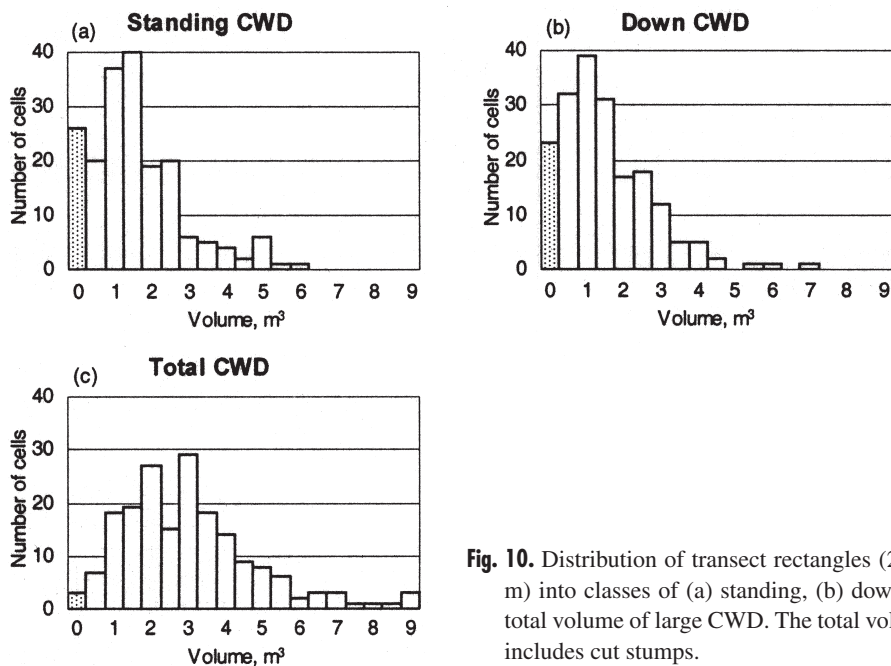 (a) Standing CWD
Number of cells
40
30
20
10
0
0 1 2 3 4 5 6 7 8 9
Volume, m³
(b) Down CWD
Number of cells
40
30
20
10
0
0 1 2 3 4 5 6 7 8 9
Volume, m³
(c) Total CWD
Number of cells
40
30
20
10
0
0 1 2 3 4 5 6 7 8 9
Volume, m³
Fig. 10. Distribution of transect rectangles (2
m) into classes of (a) standing, (b) dow
total volume of large CWD. The total vol
includes cut stumps.